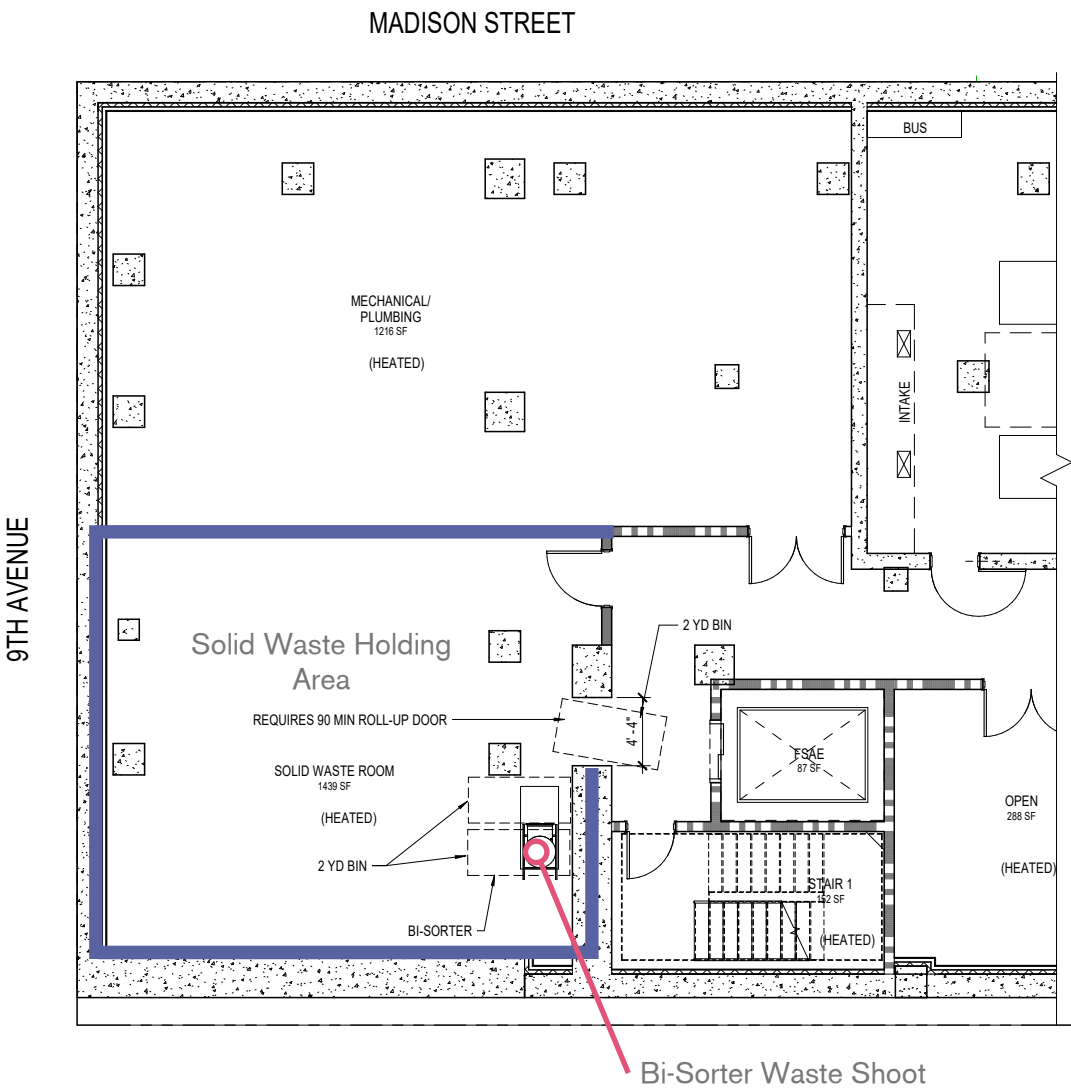 MADISON STREET
BUS
MECHANICAL/
PLUMBING
1216 SF
(HEATED)
INTAKE
9TH AVENUE
2 YD BIN
Solid Waste Holding
Area
REQUIRES 90 MIN ROLL-UP DOOR
4' -4"
FSAE
87 SF
SOLID WASTE ROOM
1439 SF
(HEATED)
OPEN
288 SF
(HEATED)
2 YD BIN
STAIR 1
152 SF
(HEATED)
BI-SORTER
Bi-Sorter Waste Shoot